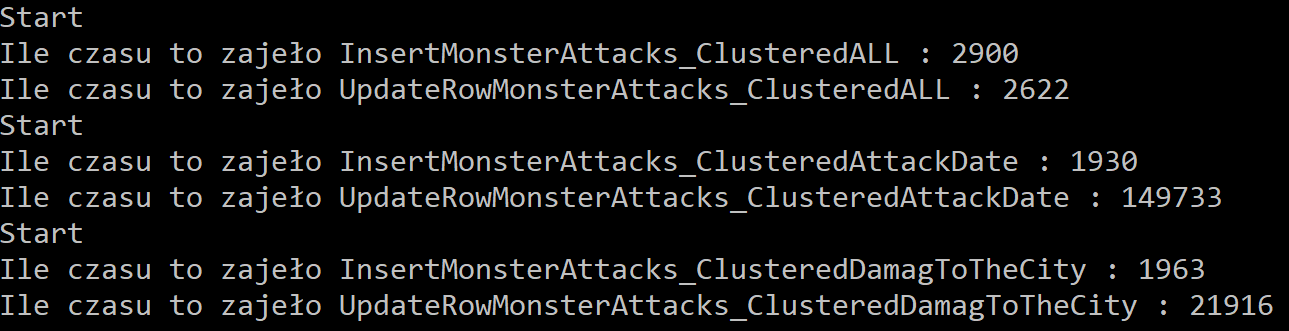 Start
Ile czasu to zajeło InsertMonsterAttacks_ClusteredALL : 2900
Ile czasu to zajeło UpdateRowMonsterAttacks_ClusteredALL : 2622
Start
Ile czasu to zajeło InsertMonsterAttacks_ClusteredAttackDate : 1930
Ile czasu to zajeło UpdateRowMonsterAttacks_ClusteredAttackDate : 149733
Start
Ile czasu to zajeło InsertMonsterAttacks_ClusteredDamagToTheCity : 1963
Ile czasu to zajeło UpdateRowMonsterAttacks_ClusteredDamagToTheCity : 21916